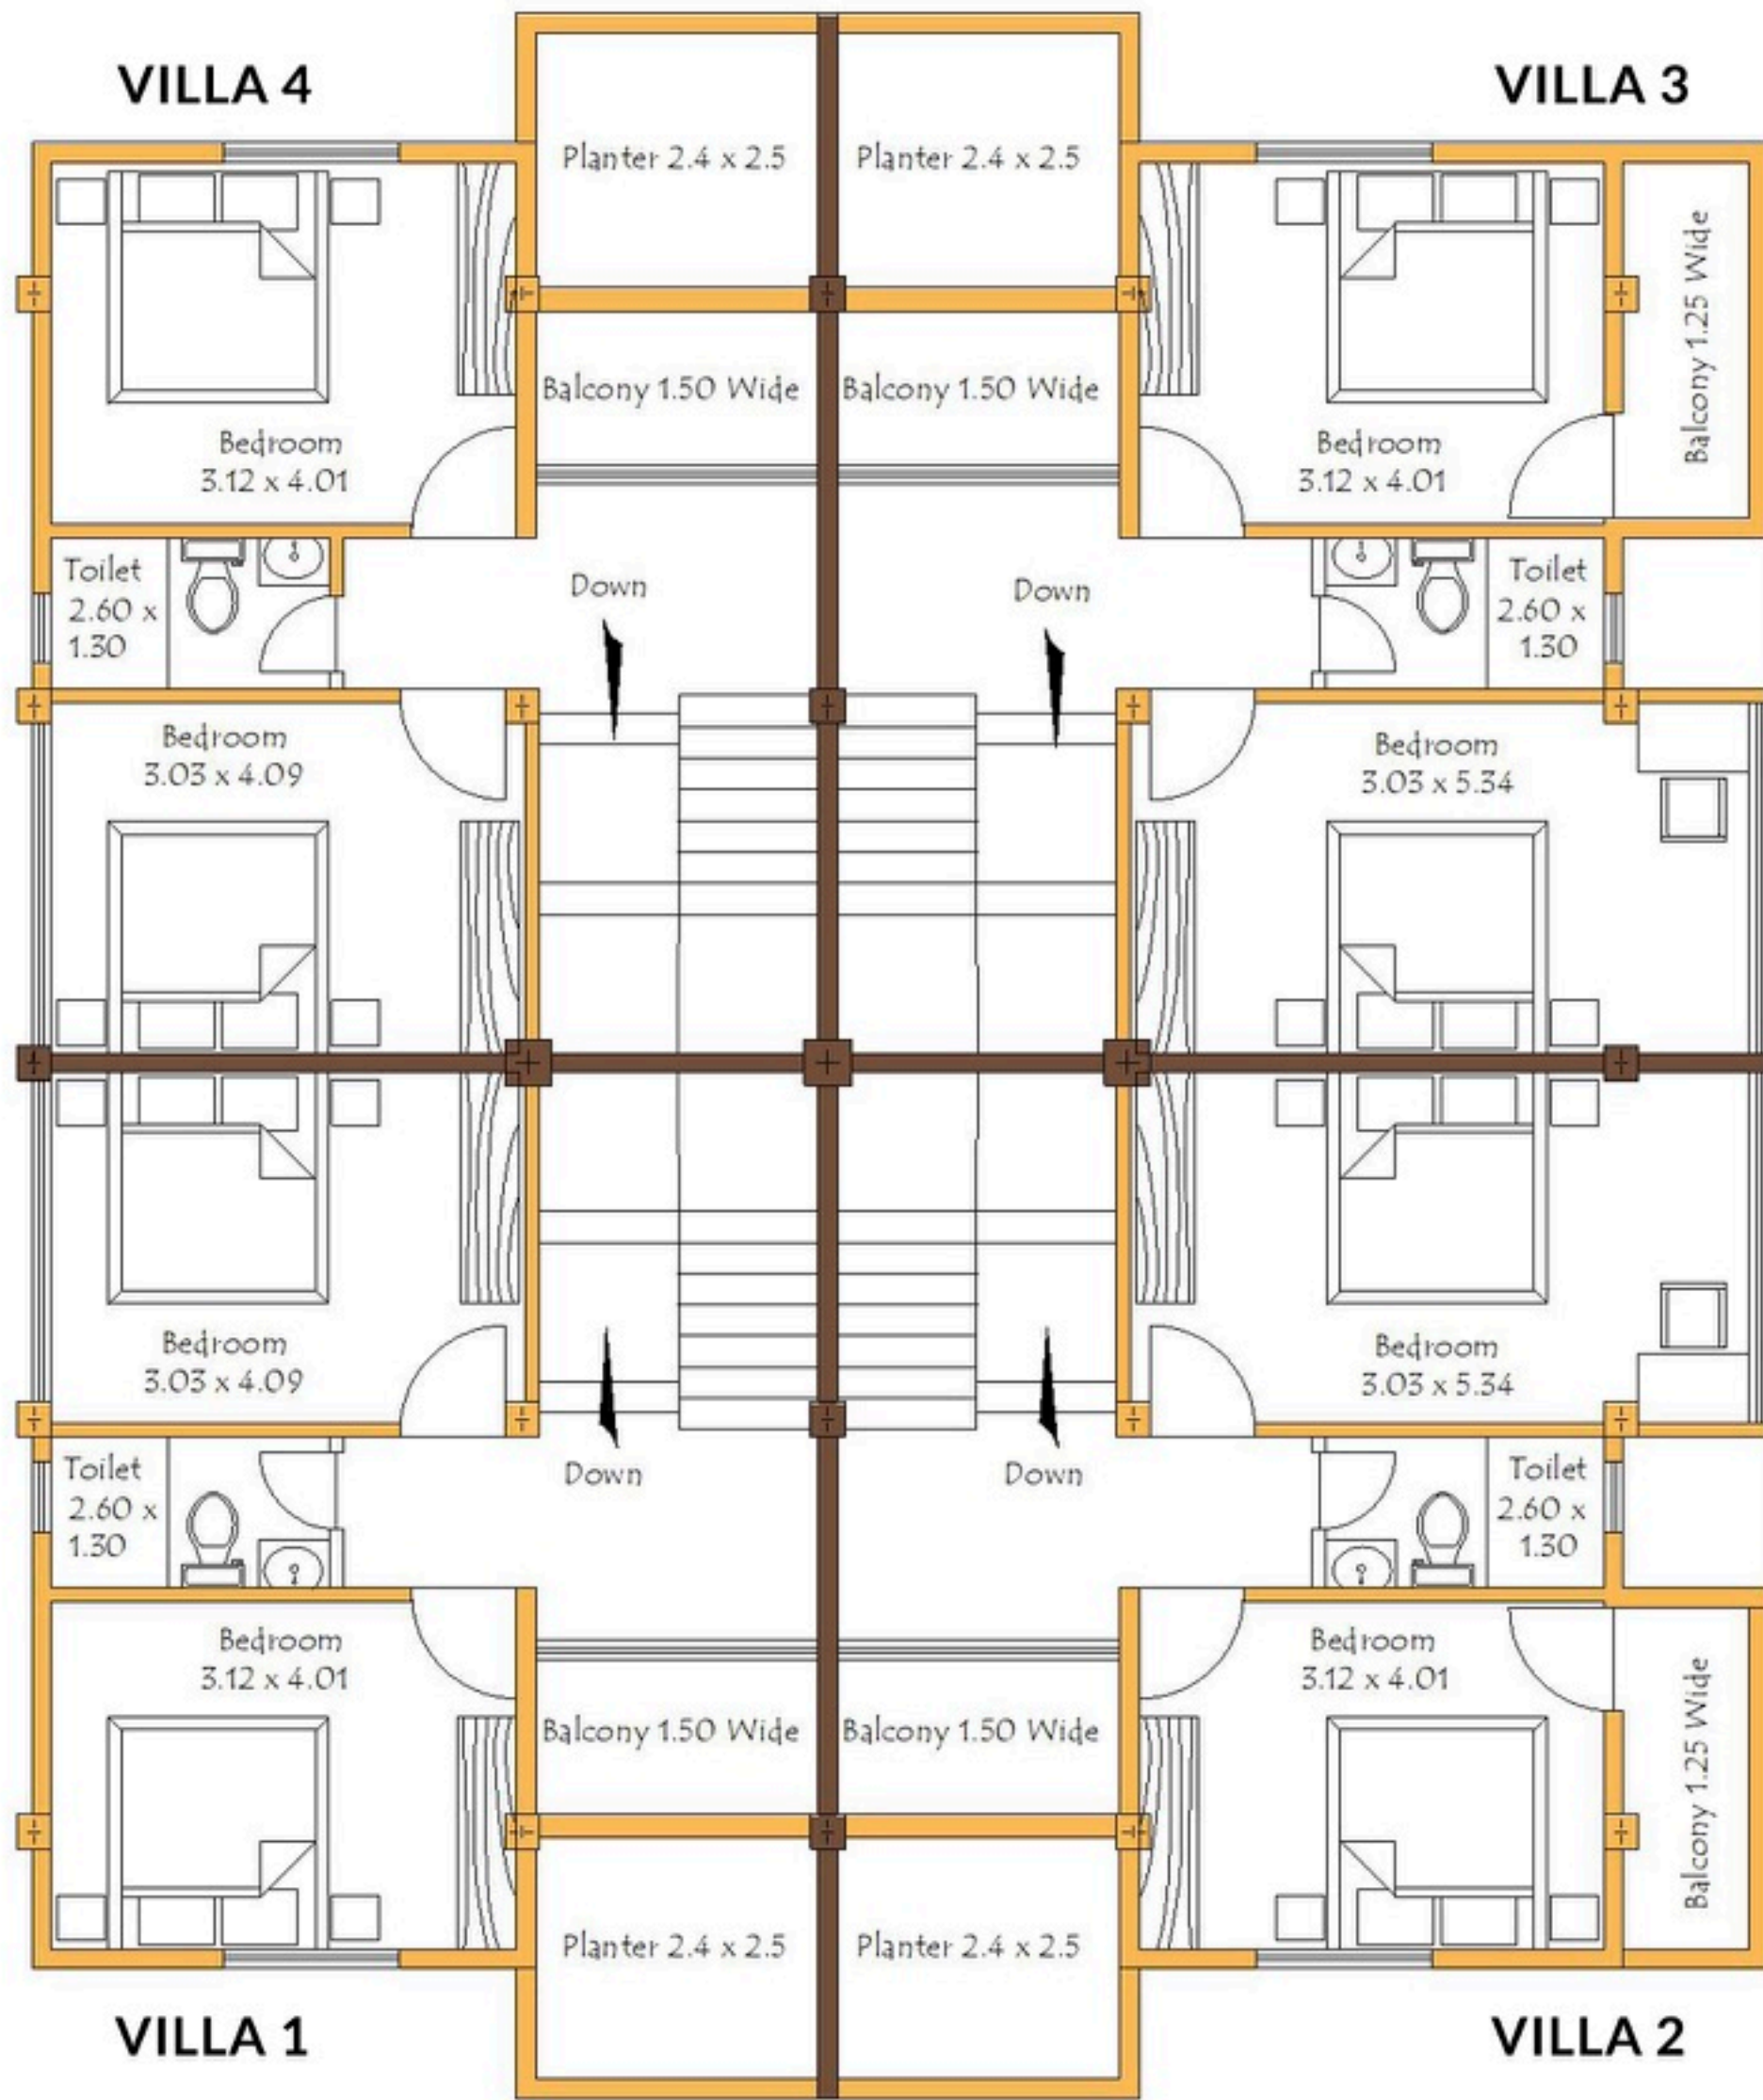 VILLA 4
VILLA 3
Planter 2.4 x 2.5
Planter 2.4 x 2.5
Balcony 1.50 Wide
Balcony 1.50 Wide
Balcony 1.25 Wide
Bedroom
3.12 x 4.01
Bedroom
3.12 x 4.01
Toilet
2.60 x
1.30
Down
Down
Toilet
2.60 x
1.30
Bedroom
3.03 x 4.09
Bedroom
3.03 x 5.34
Bedroom
3.03 x 4.09
Bedroom
3.03 x 5.34
Toilet
2.60 x
1.30
Down
Down
Toilet
2.60 x
1.30
Bedroom
3.12 x 4.01
Bedroom
3.12 x 4.01
Balcony 1.50 Wide
Balcony 1.50 Wide
Balcony 1.25 Wide
Planter 2.4 x 2.5
Planter 2.4 x 2.5
VILLA 1
VILLA 2